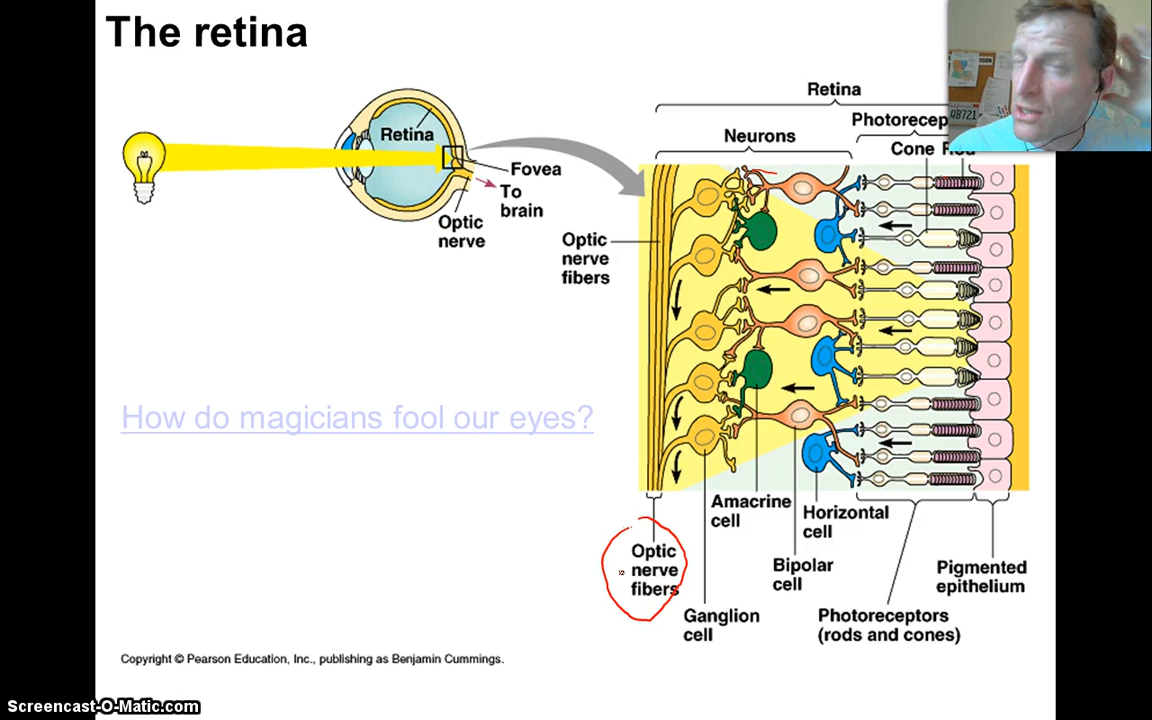 The retina
QB721
Retina
Photorecep
Neurons
Cone
Retina
Fovea
To
brain
Optic
nerve
Optic
nerve
fibers
How do magicians fool our eyes?
Amacrine
cell
Horizontal
cell
Optic
nerve
fibers
Bipolar
cell
Pigmented
epithelium
Ganglion
cell
Photoreceptors
(rods and cones)
Copyright © Pearson Education, Inc., publishing as Benjamin Cummings.
Screencast-O-Matic.com